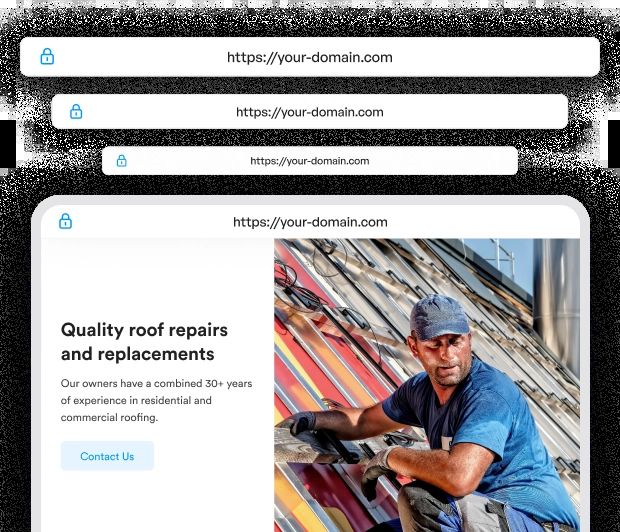 https://your-domain.com
https://your-domain.com
https://your-domain.com
https://your-domain.com
Quality roof repairs
and replacements
Our owners have a combined 30+ years
of experience in residential and
commercial roofing.
Contact Us